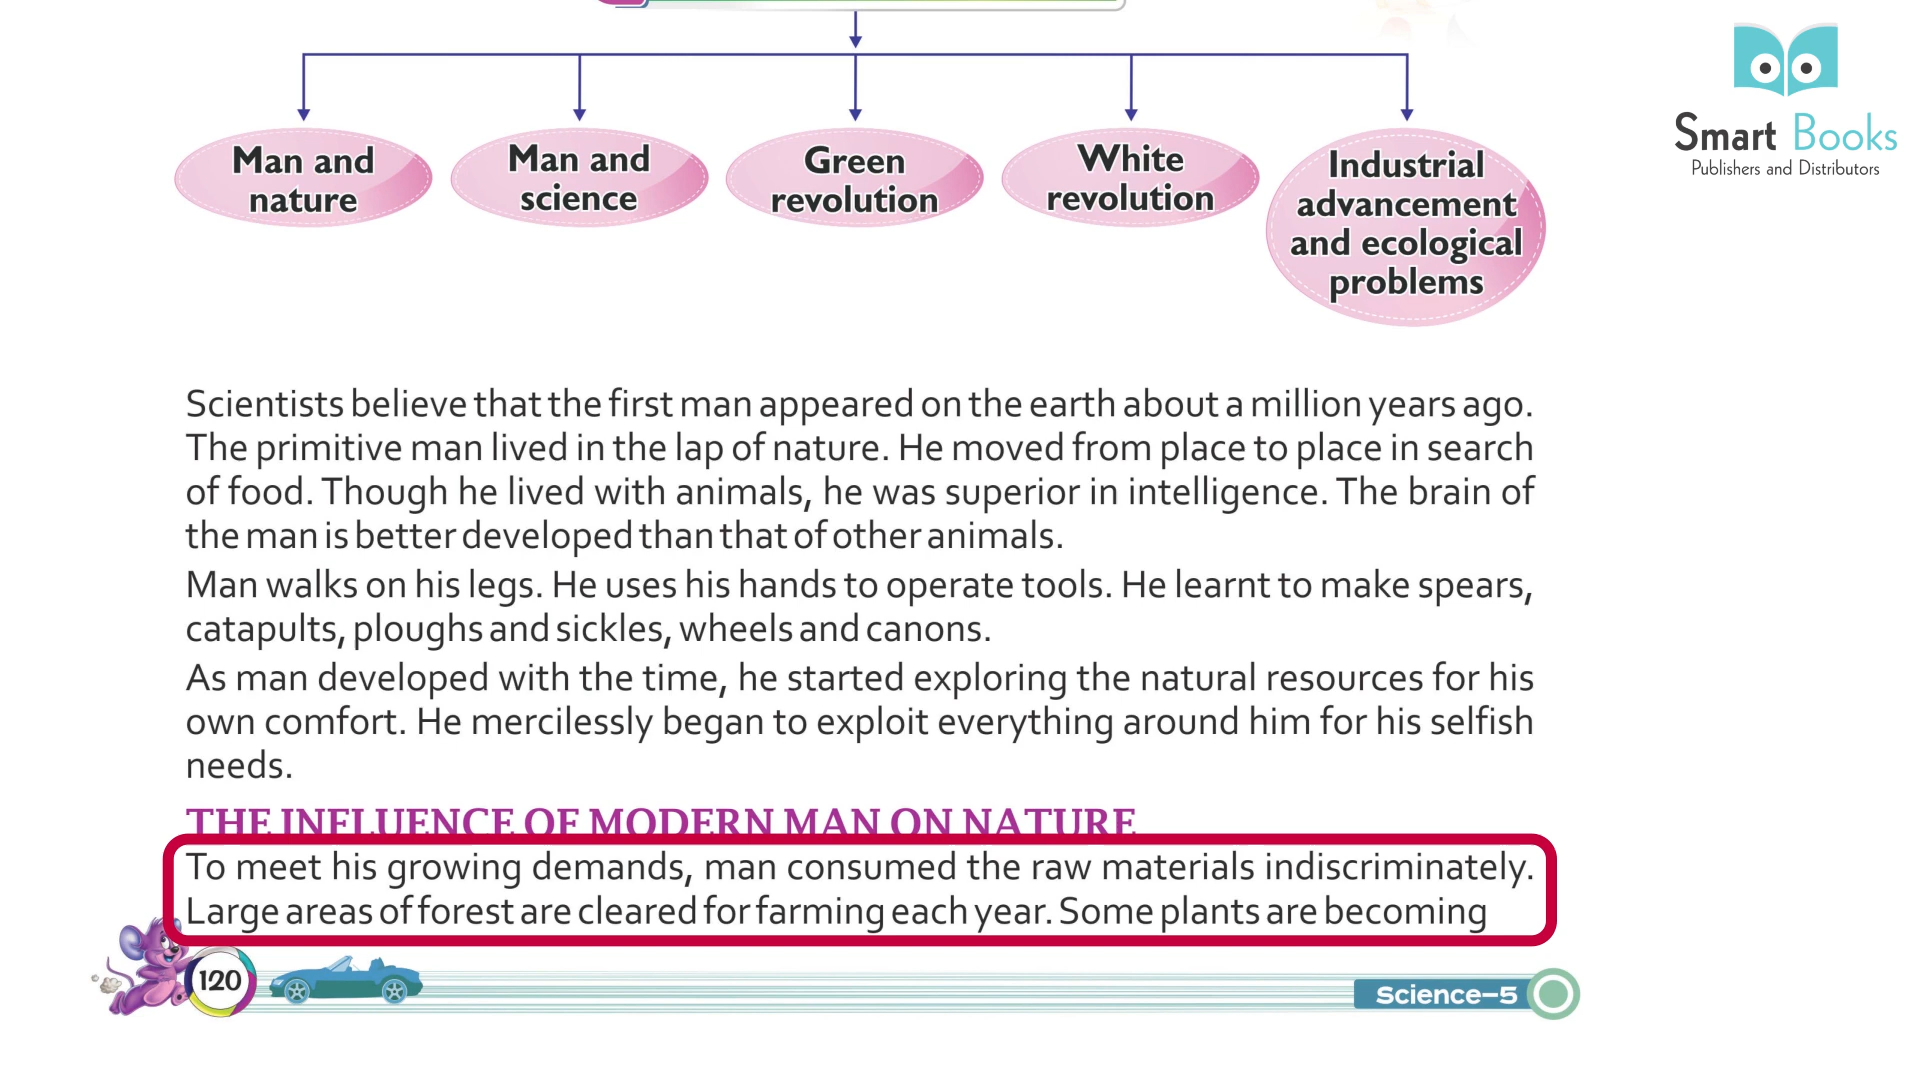 Man and
nature
Man and
science
Green
revolution
White
revolution
Industrial
advancement
and ecological
problems
Smart Books
Publishers and Distributors
Scientists believe that the first man appeared on the earth about a million years ago.
The primitive man lived in the lap of nature. He moved from place to place in search
of food. Though he lived with animals, he was superior in intelligence. The brain of
the man is better developed than that of other animals.
Man walks on his legs. He uses his hands to operate tools. He learnt to make spears,
catapults, ploughs and sickles, wheels and canons.
As man developed with the time, he started exploring the natural resources for his
own comfort. He mercilessly began to exploit everything around him for his selfish
needs.
THE INFLUENCE OF MODERN MAN ON NATURE
To meet his growing demands, man consumed the raw materials indiscriminately.
Large areas of forest are cleared for farming each year. Some plants are becoming
120
Science–5